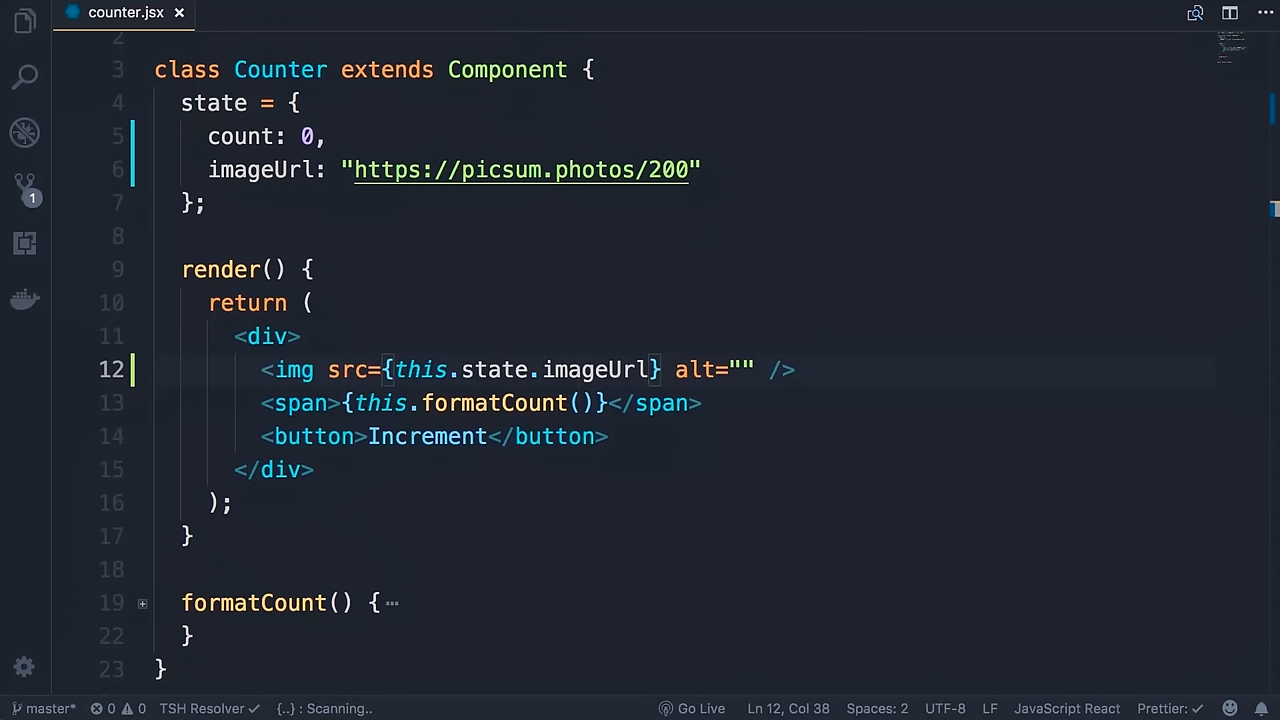 counter.jsx ×
2
3 class Counter extends Component {
4 state = {
5 count: 0,
6 imageUrl: "https://picsum.photos/200"
7 };
8
9 render() {
10 return (
11 <div>
12 <img src={this.state.imageUrl} alt="" />
13 <span>{this.formatCount()}</span>
14 <button>Increment</button>
15 </div>
16 );
17 }
18
19 formatCount() {⋯
22 }
23 }
1
master* 0 0 TSH Resolver ✓ {..} : Scanning.. Go Live Ln 12, Col 38 Spaces: 2 UTF-8 LF JavaScript React Prettier: ✓